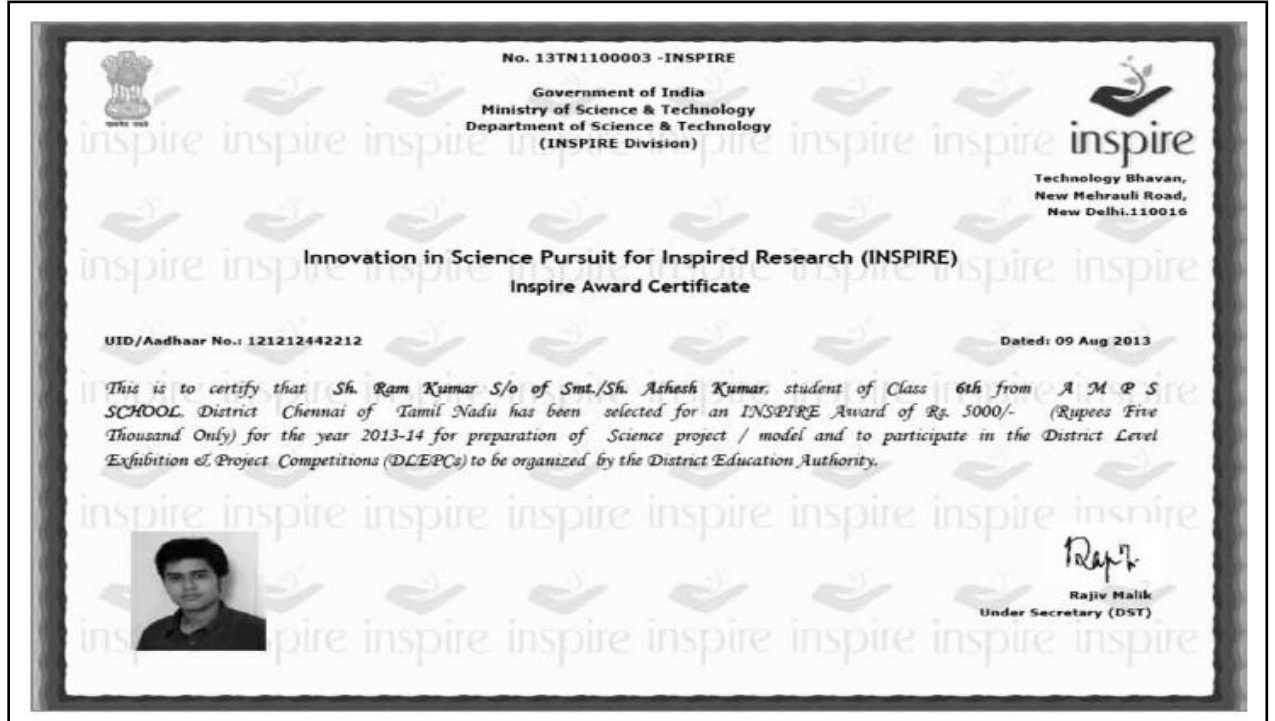 No. 13TN1100003 -INSPIRE
Government of India
Ministry of Science & Technology
Department of Science & Technology
(INSPIRE Division)
inspire
Technology Bhavan,
New Mehrauli Road,
New Delhi.110016
Innovation in Science Pursuit for Inspired Research (INSPIRE)
Inspire Award Certificate
UID/Aadhaar No.: 121212442212
Dated: 09 Aug 2013
This is to certify that Sh. Ram Kumar S/o of Smt./Sh. Ashesh Kumar, student of Class 6th from A M P S
SCHOOL, District Chennai of Tamil Nadu has been selected for an INSPIRE Award of Rs. 5000/- (Rupees Five
Thousand Only) for the year 2013-14 for preparation of Science project / model and to participate in the District Level
Exhibition & Project Competitions (DLEPCs) to be organized by the District Education Authority.
Rajiv Malik
Under Secretary (DST)